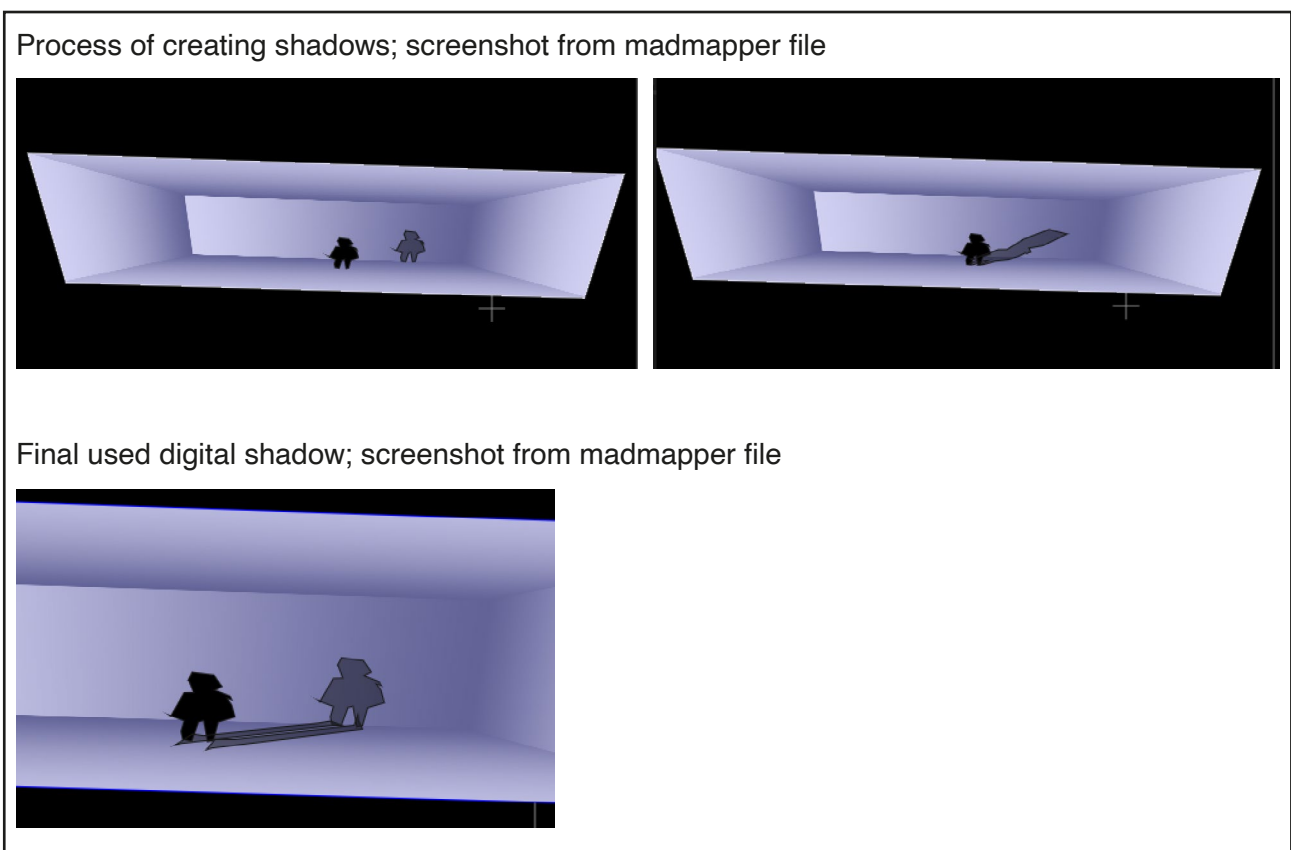 Process of creating shadows; screenshot from madmapper file
Final used digital shadow; screenshot from madmapper file